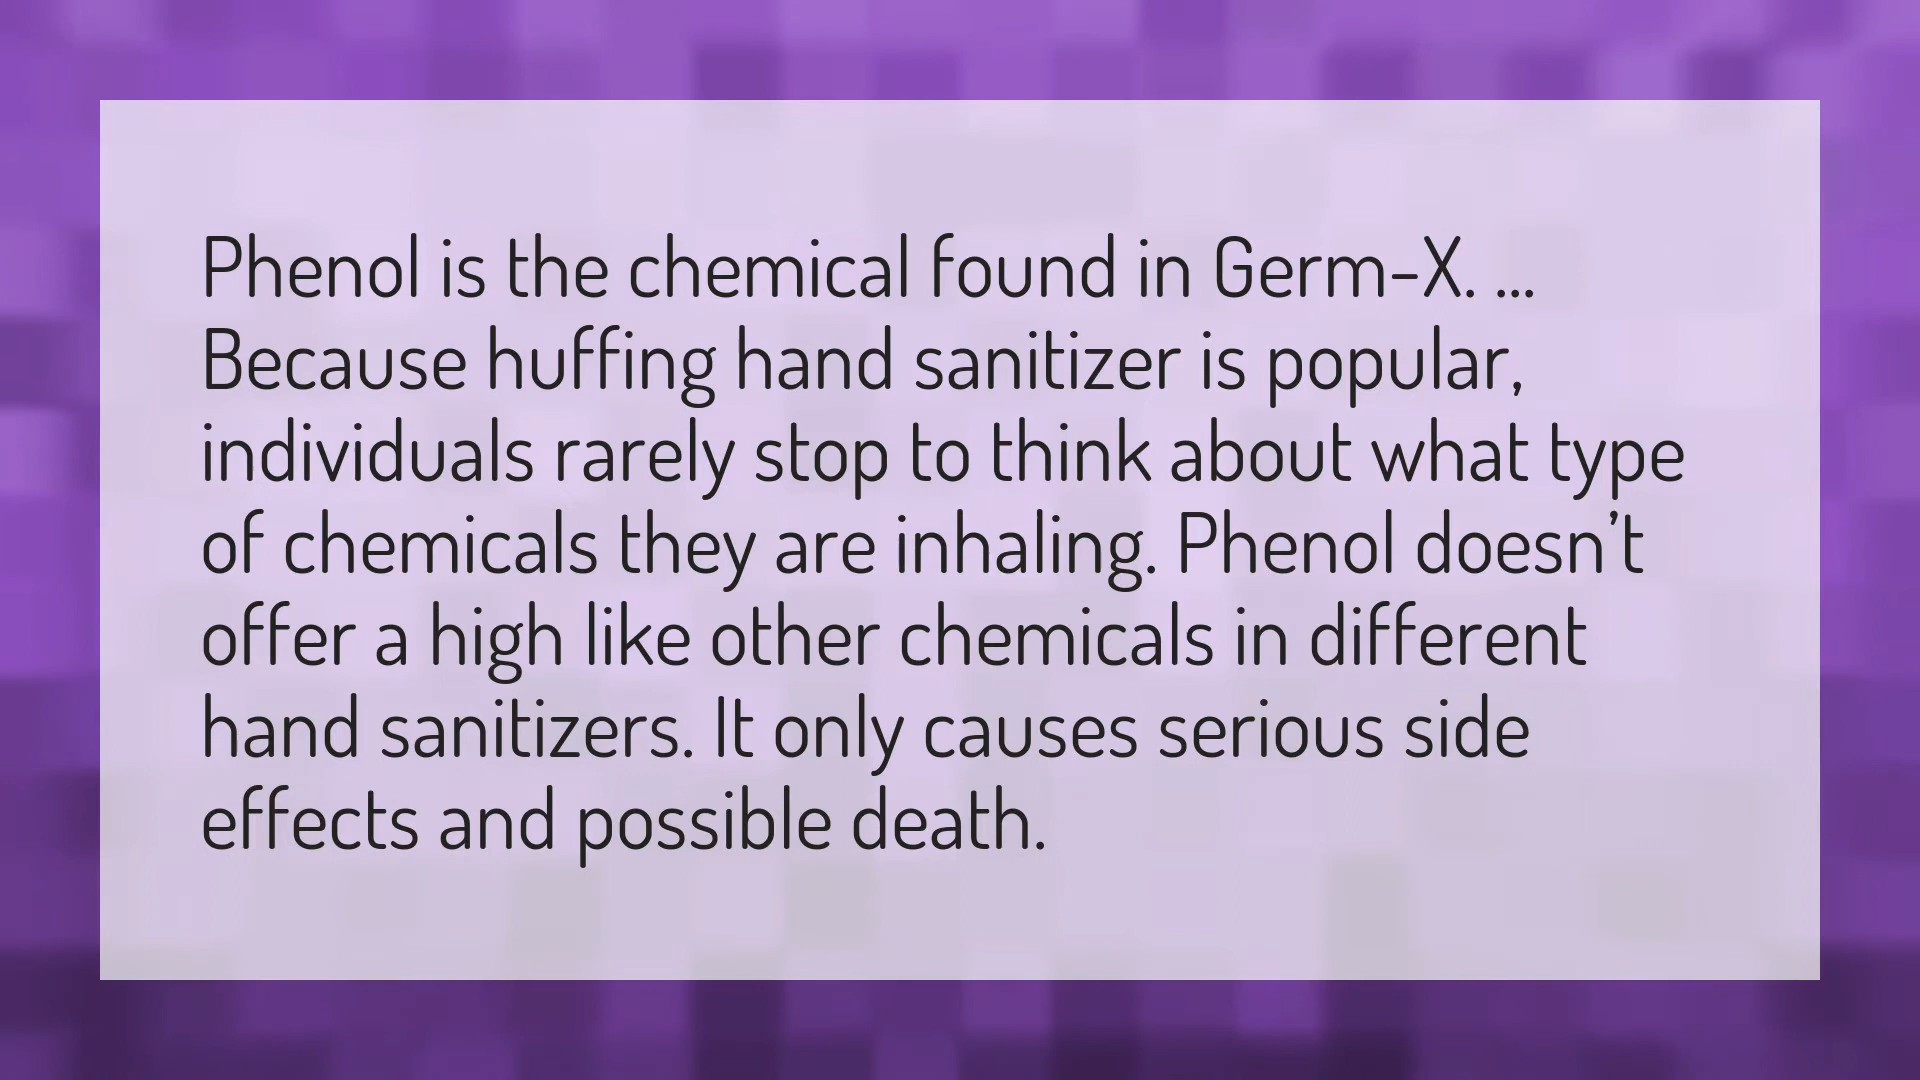 Phenol is the chemical found in Germ-X. ...
Because huffing hand sanitizer is popular,
individuals rarely stop to think about what type
of chemicals they are inhaling. Phenol doesn't
offer a high like other chemicals in different
hand sanitizers. It only causes serious side
effects and possible death.